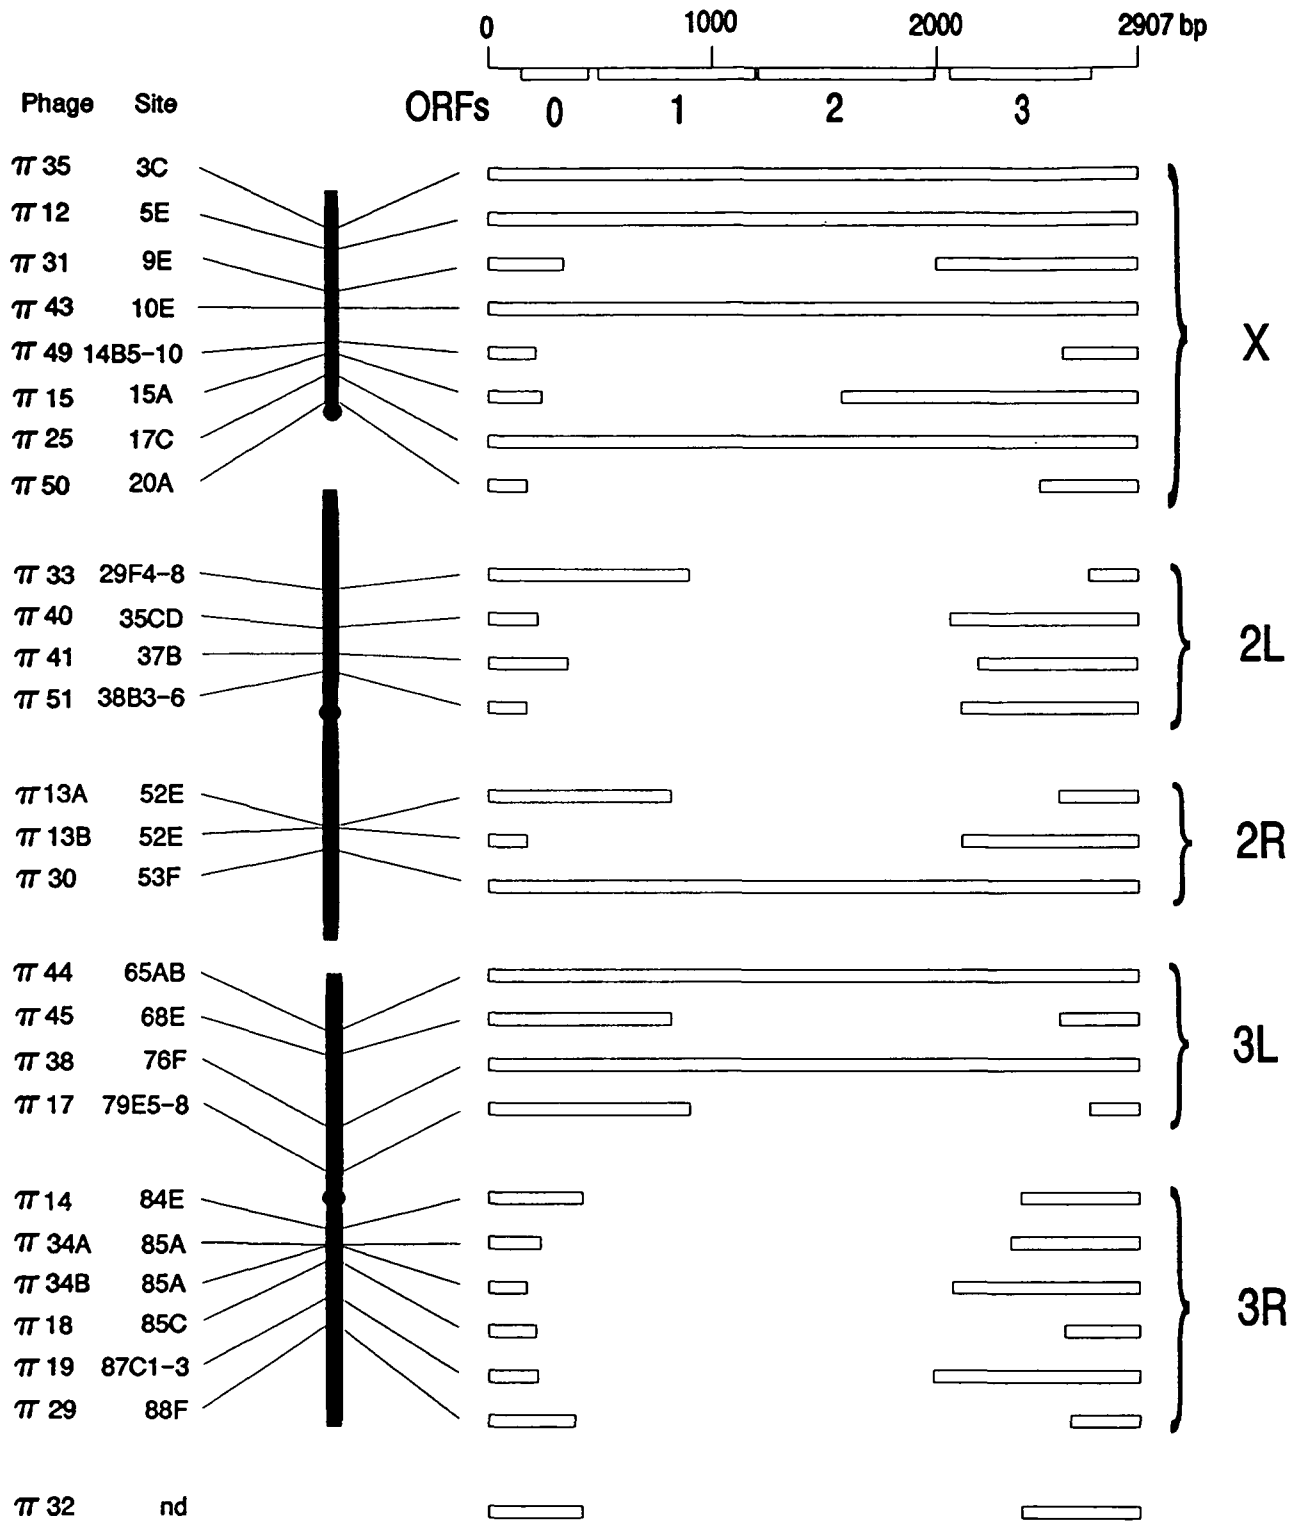 0 1000 2000 2907 bp
Phage Site ORFs 0 1 2 3
π 35 3C
π 12 5E
π 31 9E
π 43 10E
π 49 14B5-10
π 15 15A
π 25 17C
π 50 20A
X
π 33 29F4-8
π 40 35CD
π 41 37B
π 51 38B3-6
2L
π 13A 52E
π 13B 52E
π 30 53F
2R
π 44 65AB
π 45 68E
π 38 76F
π 17 79E5-8
3L
π 14 84E
π 34A 85A
π 34B 85A
π 18 85C
π 19 87C1-3
π 29 88F
3R
π 32 nd